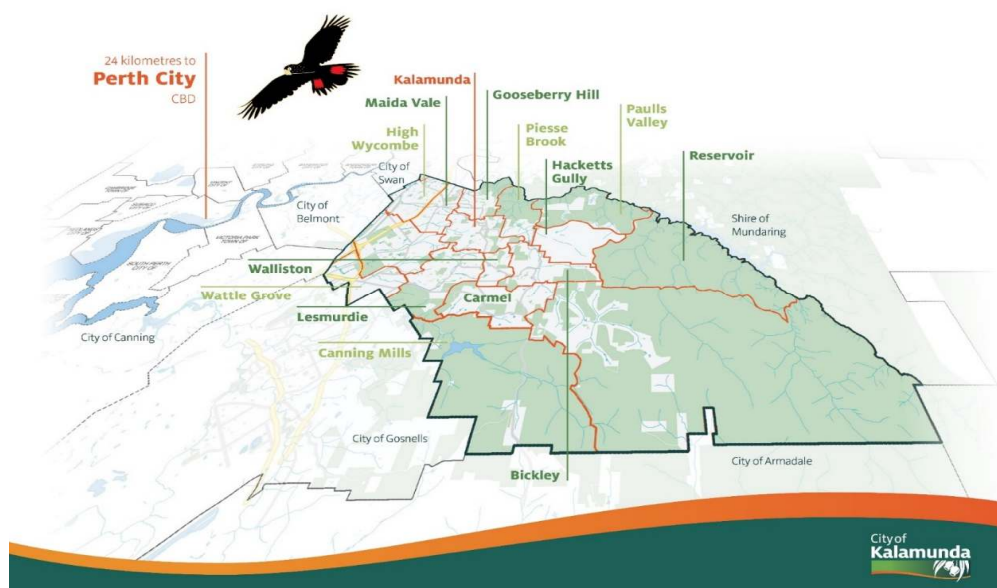 24 kilometres to
Perth City
CBD
Kalamunda
Gooseberry Hill
Maida Vale
Paulls
Valley
High
Wycombe
Piesse
Brook
Hacketts
Gully
Reservoir
City of
Swan
City of
Belmont
Shire of
Mundaring
Walliston
Wattle Grove
Carmel
Lesmurdie
City of Canning
Canning Mills
City of Gosnells
City of Armadale
Bickley
City of
Kalamunda